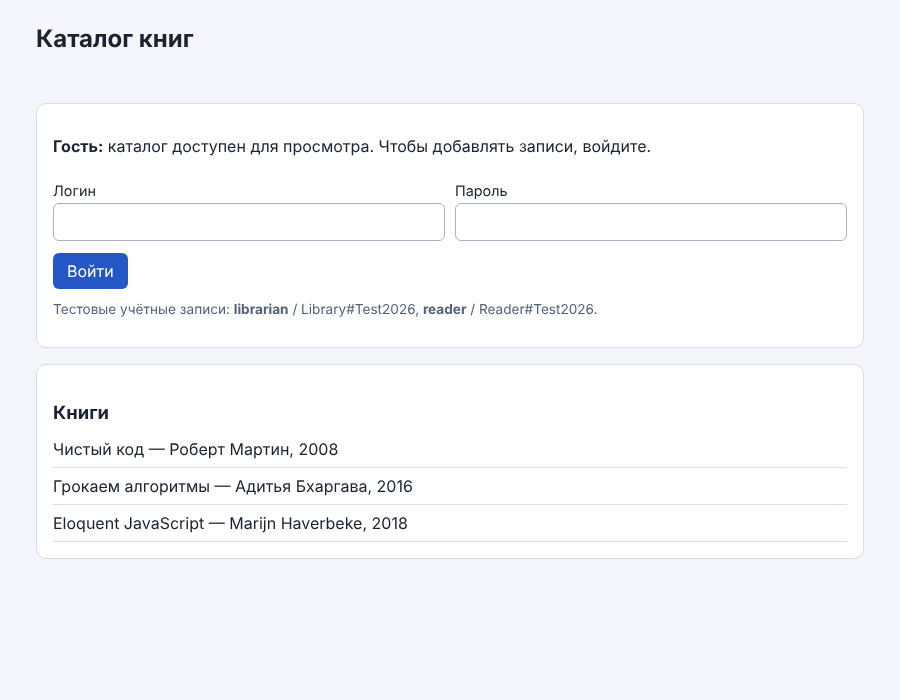 Каталог книг
Гость: каталог доступен для просмотра. Чтобы добавлять записи, войдите.
Логин
Пароль
Войти
Тестовые учётные записи: librarian / Library#Test2026, reader / Reader#Test2026.
Книги
Чистый код — Роберт Мартин, 2008
Грокаем алгоритмы — Адитья Бхаргава, 2016
Eloquent JavaScript — Marijn Haverbeke, 2018